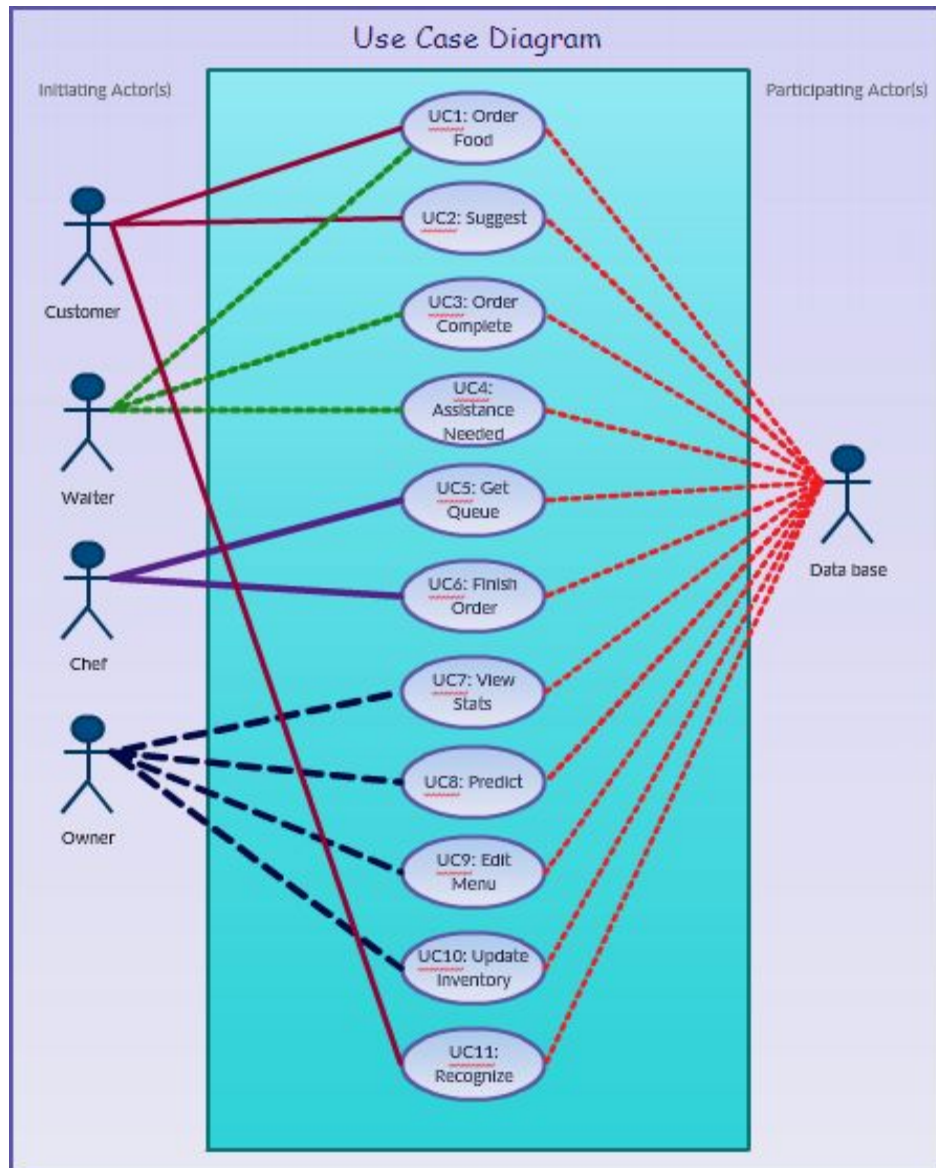 Use Case Diagram
Initiating Actor(s)
Participating Actor(s)
UC1: Order
Food
UC2: Suggest
Customer
UC3: Order
Complete
UC4:
Assistance
Needed
Waiter
UC5: Get
Queue
Data base
UC6: Finish
Order
Chef
UC7: View
Stats
UC8: Predict
Owner
UC9: Edit
Menu
UC10: Update
Inventory
UC11:
Recognize